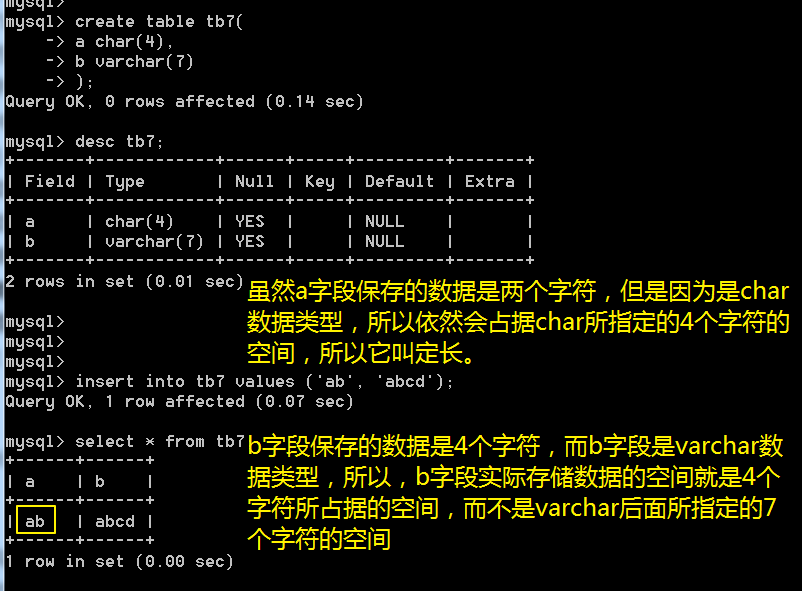 mysql>
mysql> create table tb7(
    -> a char(4),
    -> b varchar(7)
    -> );
Query OK, 0 rows affected (0.14 sec)
mysql> desc tb7;
+-------+------------+------+-----+---------+-------+
| Field | Type       | Null | Key | Default | Extra |
+-------+------------+------+-----+---------+-------+
| a     | char(4)    | YES  |     | NULL    |       |
| b     | varchar(7) | YES  |     | NULL    |       |
+-------+------------+------+-----+---------+-------+
2 rows in set (0.01 sec)
虽然a字段保存的数据是两个字符，但是因为是char
数据类型，所以依然会占据char所指定的4个字符的
空间，所以它叫定长。
mysql>
mysql>
mysql>
mysql> insert into tb7 values ('ab', 'abcd');
Query OK, 1 row affected (0.07 sec)
mysql> select * from tb7
+------+------+
| a    | b    |
+------+------+
| ab   | abcd |
+------+------+
1 row in set (0.00 sec)
b字段保存的数据是4个字符，而b字段是varchar数
据类型，所以，b字段实际存储数据的空间就是4个
字符所占据的空间，而不是varchar后面所指定的7
个字符的空间